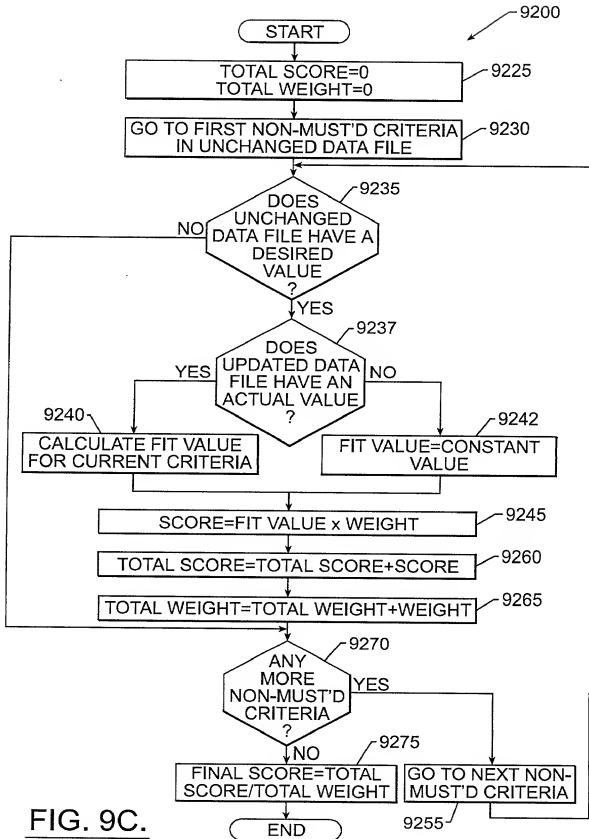 9200
START
TOTAL SCORE=0
TOTAL WEIGHT=0
9225
GO TO FIRST NON-MUST'D CRITERIA
IN UNCHANGED DATA FILE
9230
9235
DOES
UNCHANGED
DATA FILE HAVE A
DESIRED
VALUE
?
NO
YES
9237
DOES
UPDATED DATA
FILE HAVE AN
ACTUAL VALUE
?
YES
NO
9240
CALCULATE FIT VALUE
FOR CURRENT CRITERIA
9242
FIT VALUE=CONSTANT
VALUE
SCORE=FIT VALUE x WEIGHT
9245
TOTAL SCORE=TOTAL SCORE+SCORE
9260
TOTAL WEIGHT=TOTAL WEIGHT+WEIGHT
9265
9270
ANY
MORE
NON-MUST'D
CRITERIA
?
YES
NO
9275
FINAL SCORE=TOTAL
SCORE/TOTAL WEIGHT
GO TO NEXT NON-
MUST'D CRITERIA
9255
END
FIG. 9C.